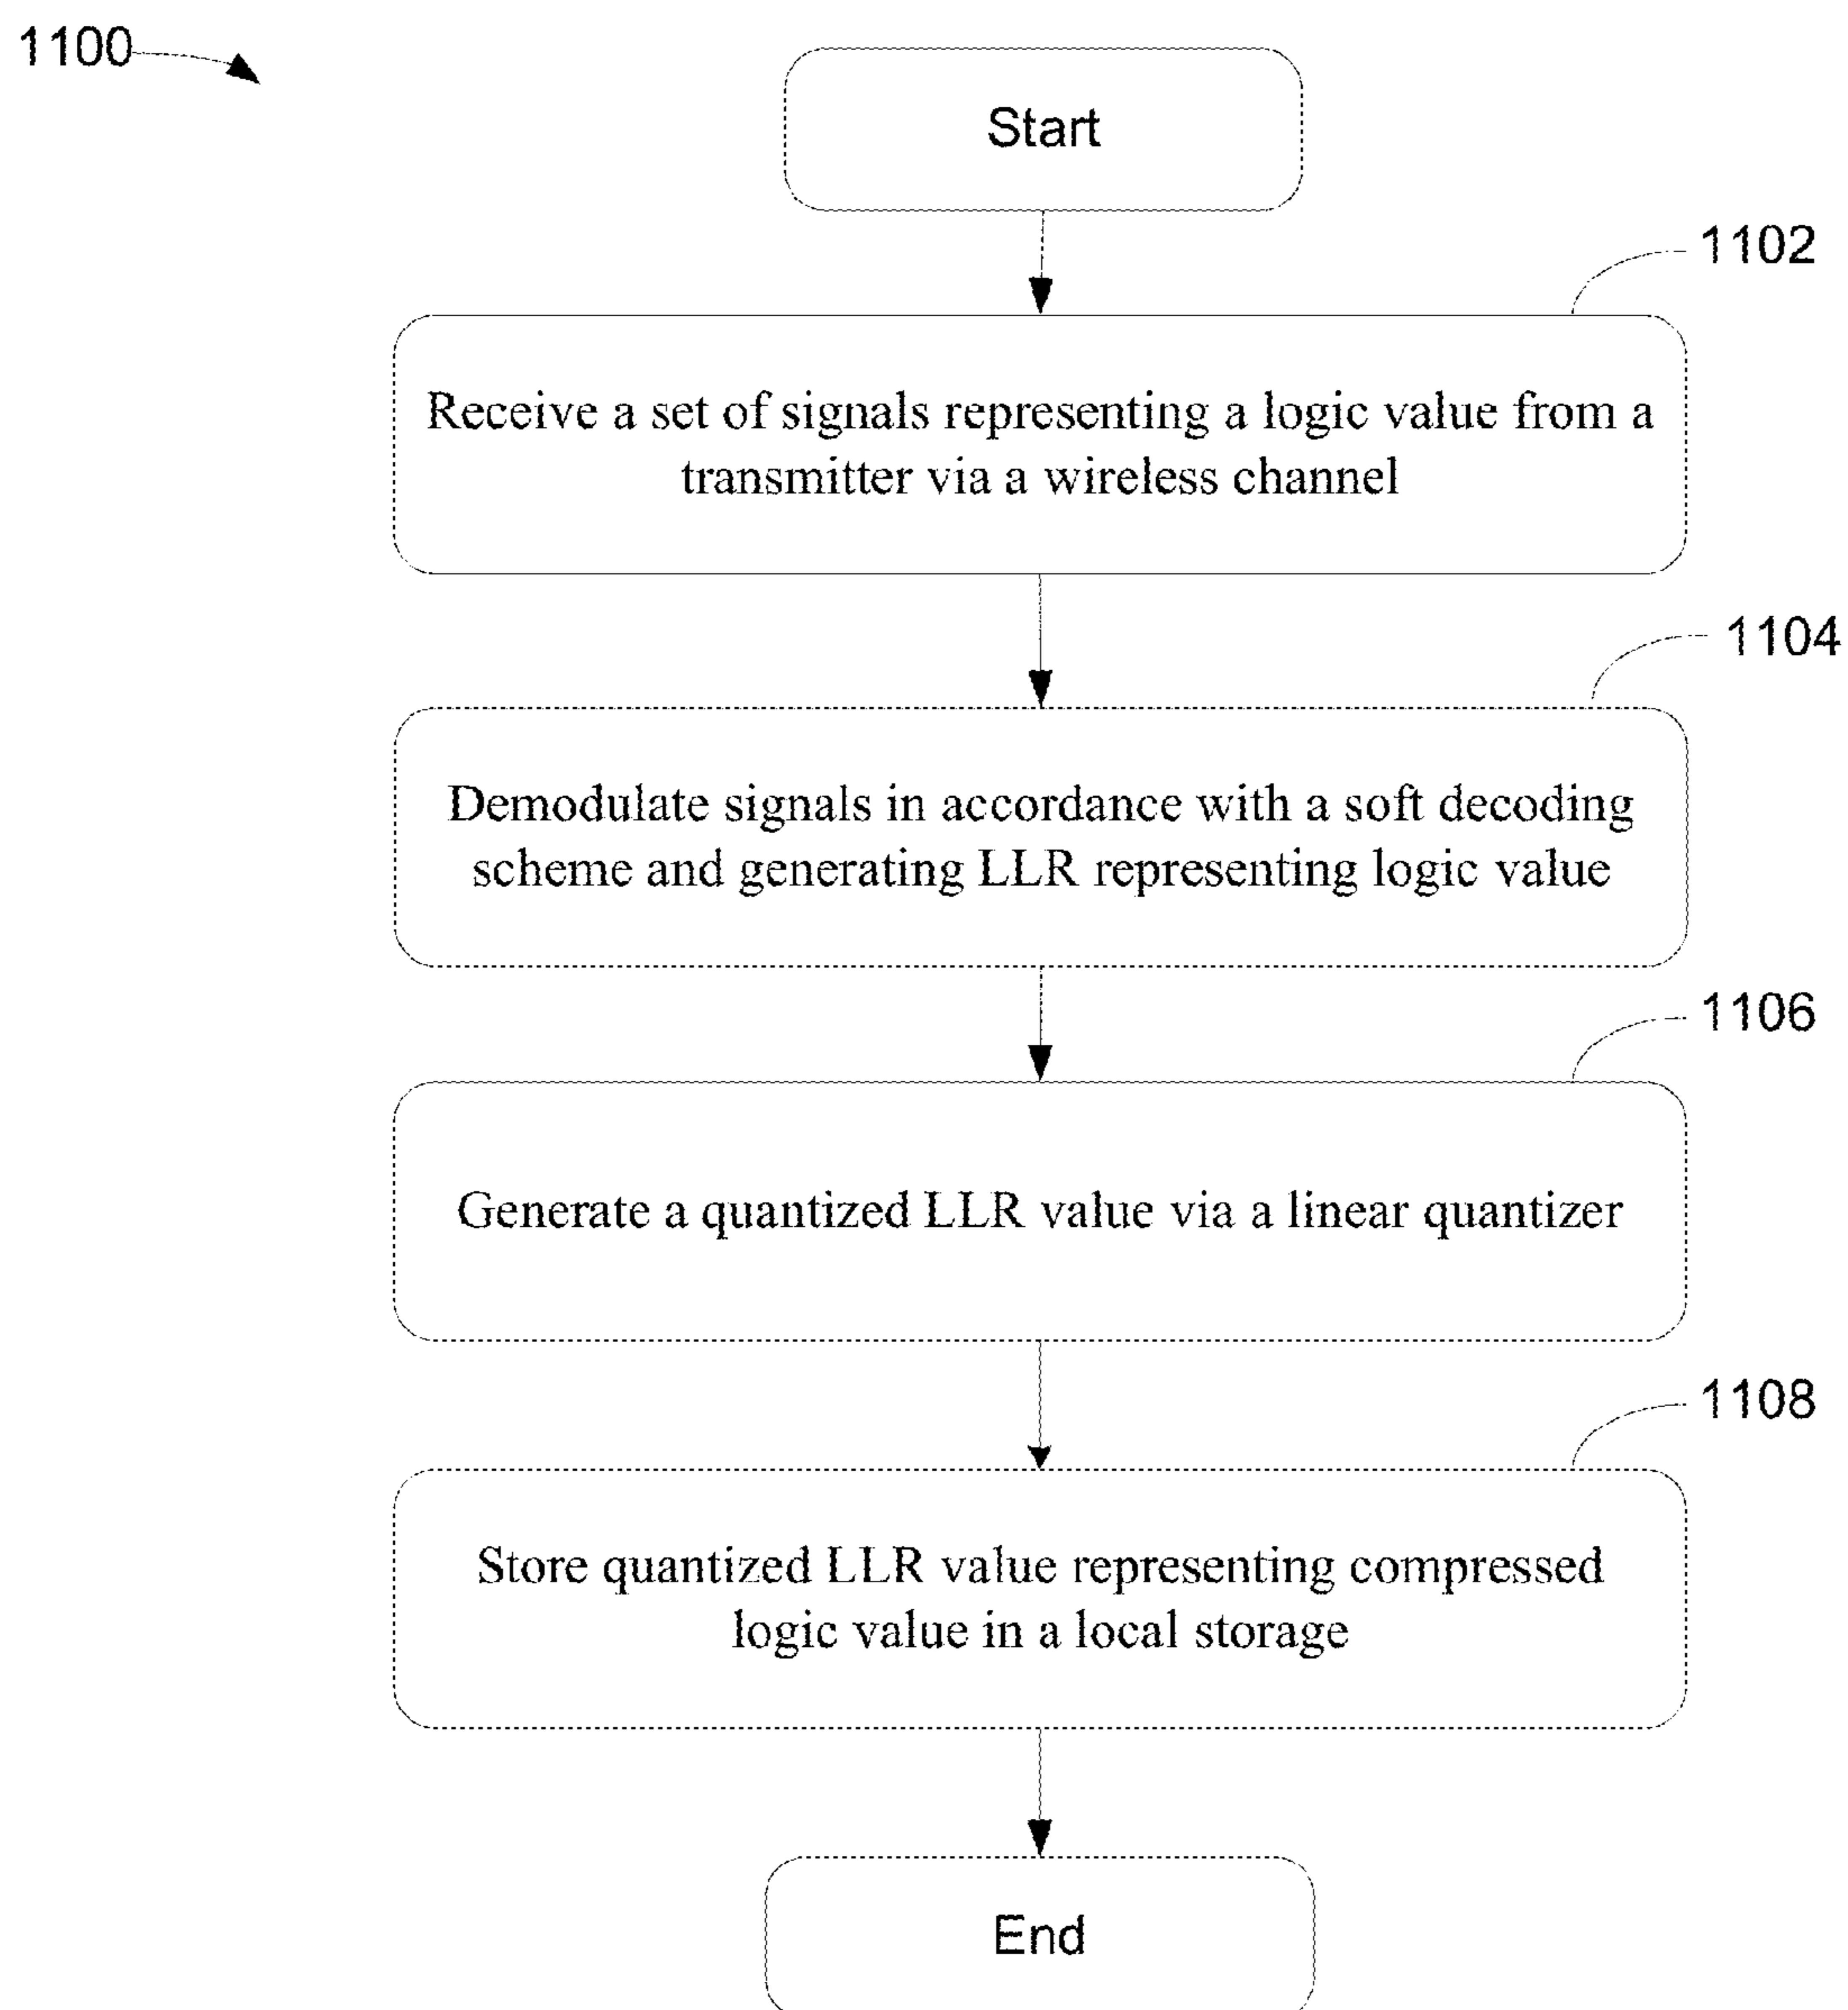 1100
Start
1102
Receive a set of signals representing a logic value from a
transmitter via a wireless channel
1104
Demodulate signals in accordance with a soft decoding
scheme and generating LLR representing logic value
1106
Generate a quantized LLR value via a linear quantizer
1108
Store quantized LLR value representing compressed
logic value in a local storage
End